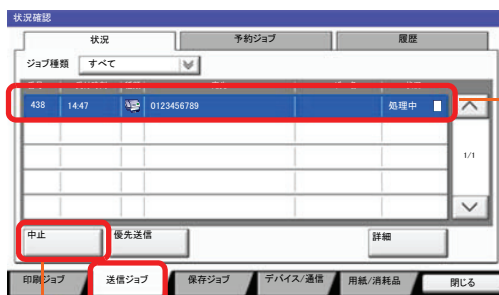 状況確認
状況 予約ジョブ 履歴
ジョブ種類 すべて
438 14:47 0123456789 処理中
1/1
中止 優先送信 詳細
印刷ジョブ 送信ジョブ 保存ジョブ デバイス/通信 用紙/消耗品 閉じる